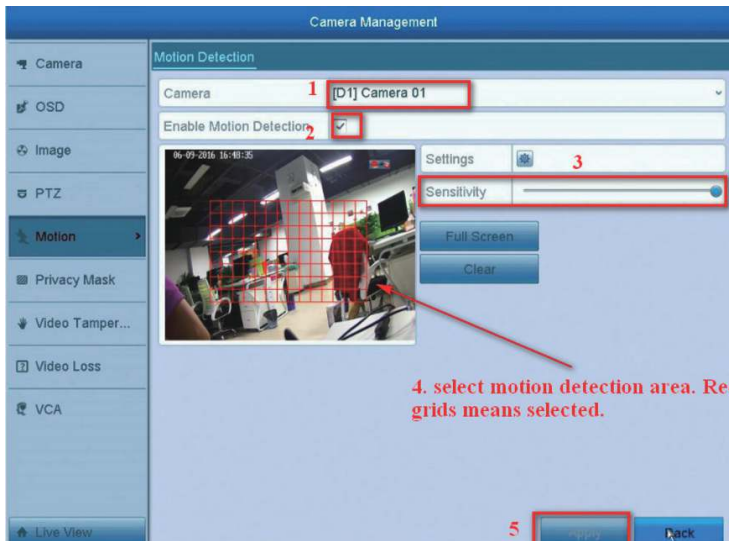 Camera Management
Camera
OSD
Image
PTZ
Motion
Privacy Mask
Video Tamper...
Video Loss
VCA
Live View
Motion Detection
Camera 1 [D1] Camera 01
Enable Motion Detection 2
06-09-2016 16:48:35
Settings 3
Sensitivity
Full Screen
Clear
4. select motion detection area. Re
grids means selected.
5 Apply Back